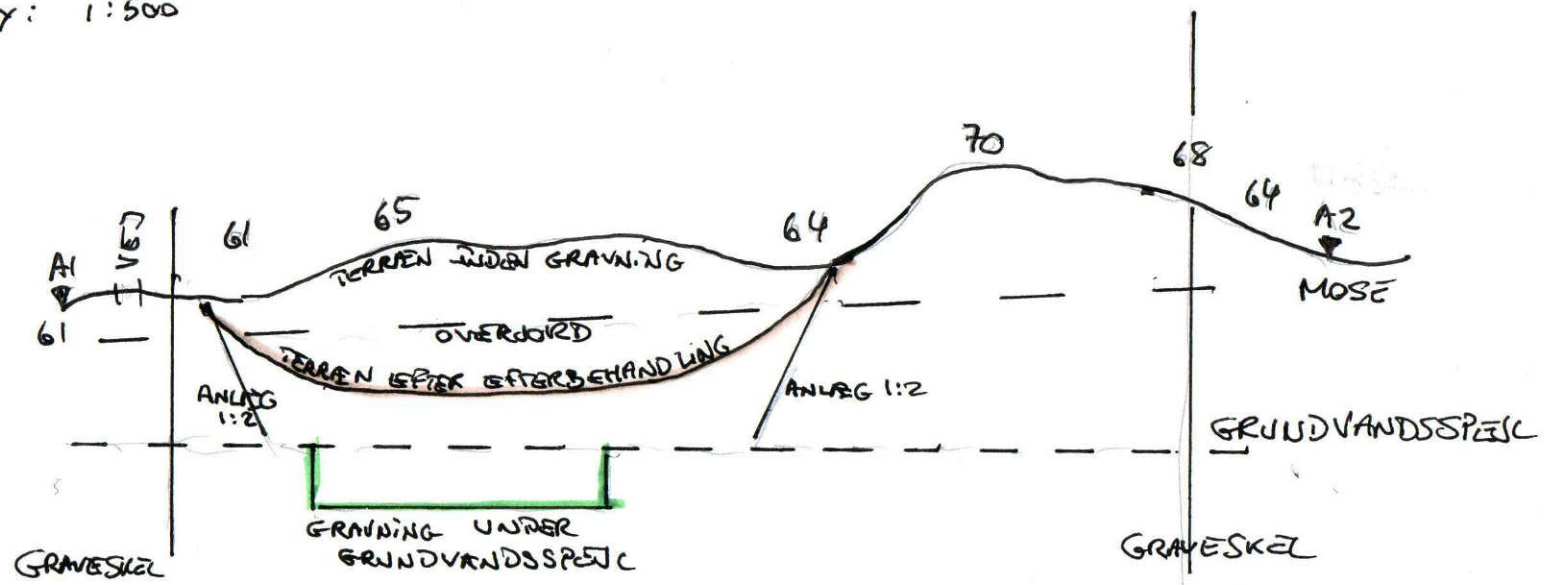 Y: 1:500
70
68
64
A2
MOSE
65
64
61
VEJ
A1
61
TERRÆN INDEN GRAVNING
OVERJORD
TERRÆN EFTER EFTERBEHANDLING
ANLÆG
1:2
ANLÆG 1:2
GRUNDVANDSSPEJL
GRAVNING UNDER
GRUNDVANDSSPEJL
GRAVESKEL
GRAVESKEL